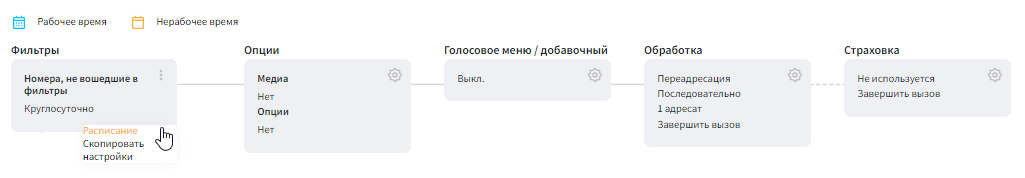 Рабочее время
Нерабочее время
Фильтры
Номера, не вошедшие в
фильтры
Круглосуточно
Расписание
Скопировать
настройки
Опции
Медиа
Нет
Опции
Нет
Голосовое меню / добавочный
Выкл.
Обработка
Переадресация
Последовательно
1 адресат
Завершить вызов
Страховка
Не используется
Завершить вызов